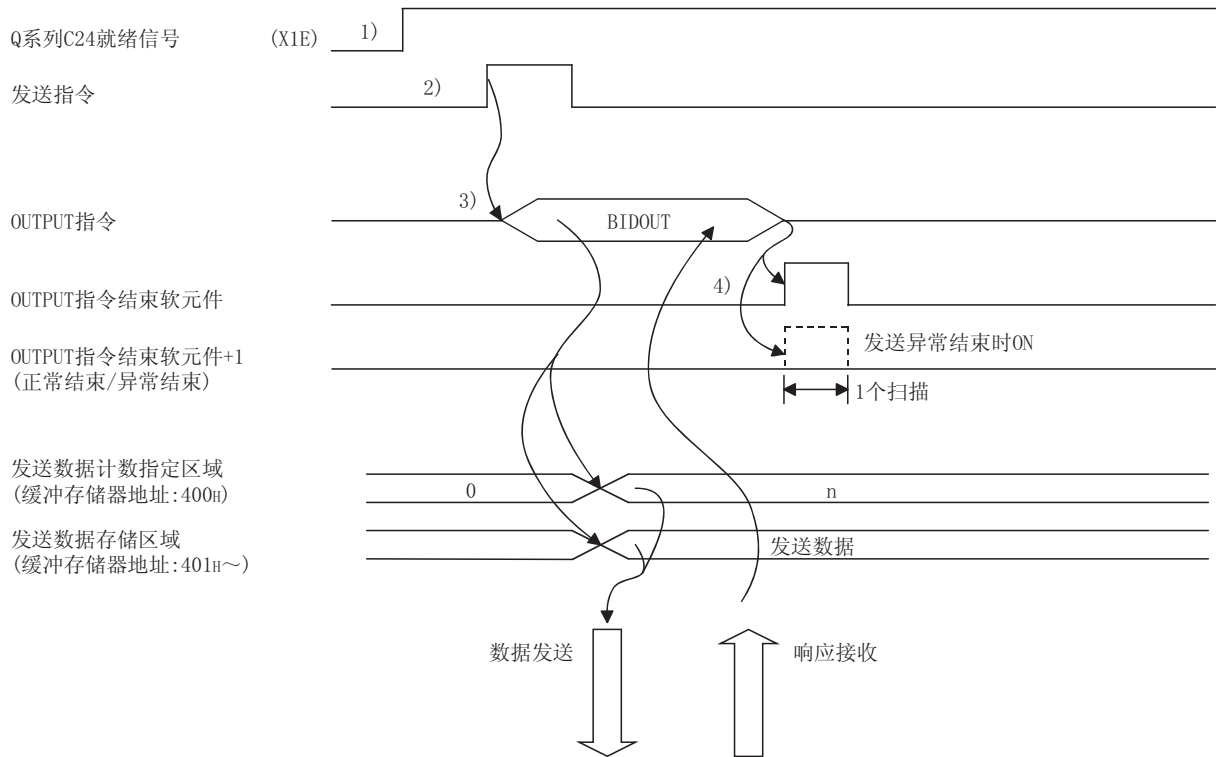 Q系列C24就绪信号 (X1E) 1)
发送指令 2)
OUTPUT指令 3) BIDOUT
OUTPUT指令结束软元件 4)
OUTPUT指令结束软元件+1
(正常结束/异常结束)
发送异常结束时ON
1个扫描
发送数据计数指定区域
(缓冲存储器地址:400H) 0 n
发送数据存储区域
(缓冲存储器地址:401H～) 发送数据
数据发送 响应接收